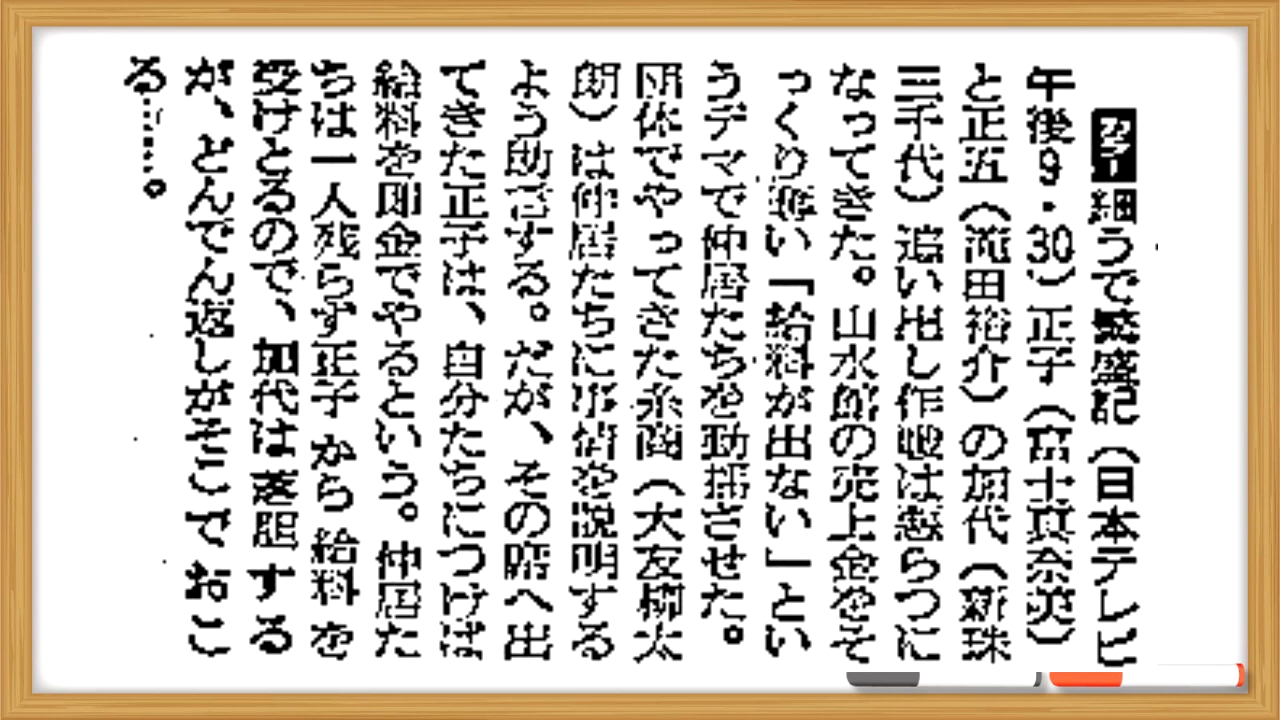 カラー細うで繁盛記（日本テレビ
午後9・30）正子（富士真奈美）
と正五（滝田裕介）の加代（新珠
三千代）追い出し作戦は悪らつに
なってきた。山水館の売上金をそ
っくり奪い「給料が出ない」とい
うデマで仲居たちを動揺させた。
団体でやってきた糸商（大友柳太
朗）は仲居たちに事情を説明する
よう助言する。だが、その席へ出
てきた正子は、自分たちにつけば
給料を即金でやるという。仲居た
ちは一人残らず正子から給料を
受けとるので、加代は落胆する
が、どんでん返しがそこでおこ
る……。